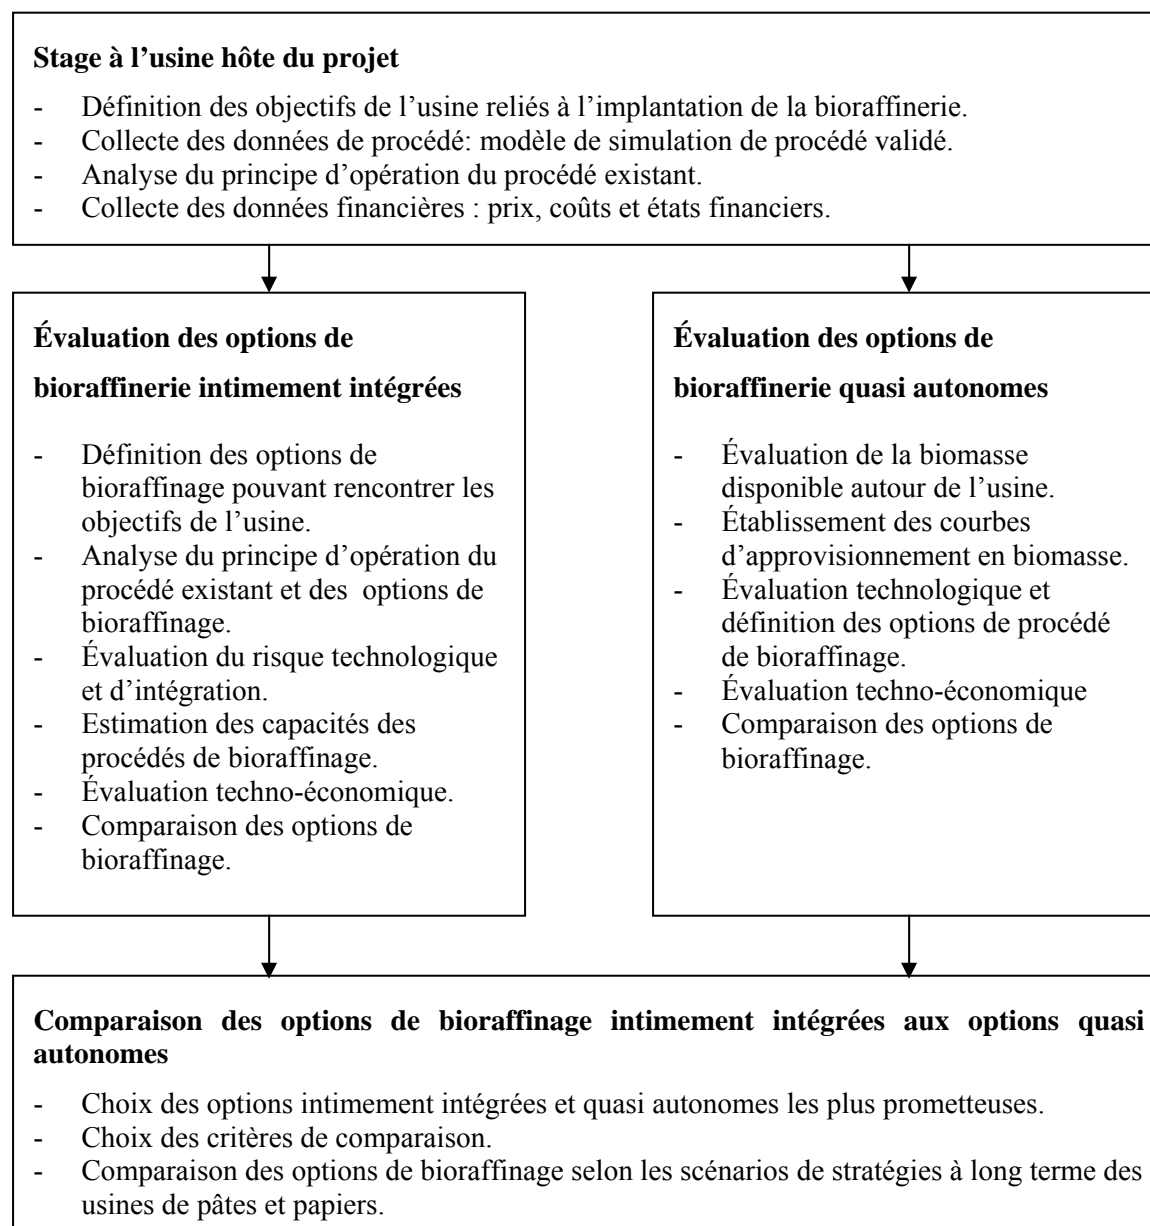 Stage à l’usine hôte du projet
- Définition des objectifs de l’usine reliés à l’implantation de la bioraffinerie.
- Collecte des données de procédé: modèle de simulation de procédé validé.
- Analyse du principe d’opération du procédé existant.
- Collecte des données financières : prix, coûts et états financiers.
Évaluation des options de
bioraffinerie intimement intégrées
- Définition des options de
bioraffinage pouvant rencontrer les
objectifs de l’usine.
- Analyse du principe d’opération du
procédé existant et des options de
bioraffinage.
- Évaluation du risque technologique
et d’intégration.
- Estimation des capacités des
procédés de bioraffinage.
- Évaluation techno-économique.
- Comparaison des options de
bioraffinage.
Évaluation des options de
bioraffinerie quasi autonomes
- Évaluation de la biomasse
disponible autour de l’usine.
- Établissement des courbes
d’approvisionnement en biomasse.
- Évaluation technologique et
définition des options de procédé
de bioraffinage.
- Évaluation techno-économique
- Comparaison des options de
bioraffinage.
Comparaison des options de bioraffinage intimement intégrées aux options quasi
autonomes
- Choix des options intimement intégrées et quasi autonomes les plus prometteuses.
- Choix des critères de comparaison.
- Comparaison des options de bioraffinage selon les scénarios de stratégies à long terme des
usines de pâtes et papiers.